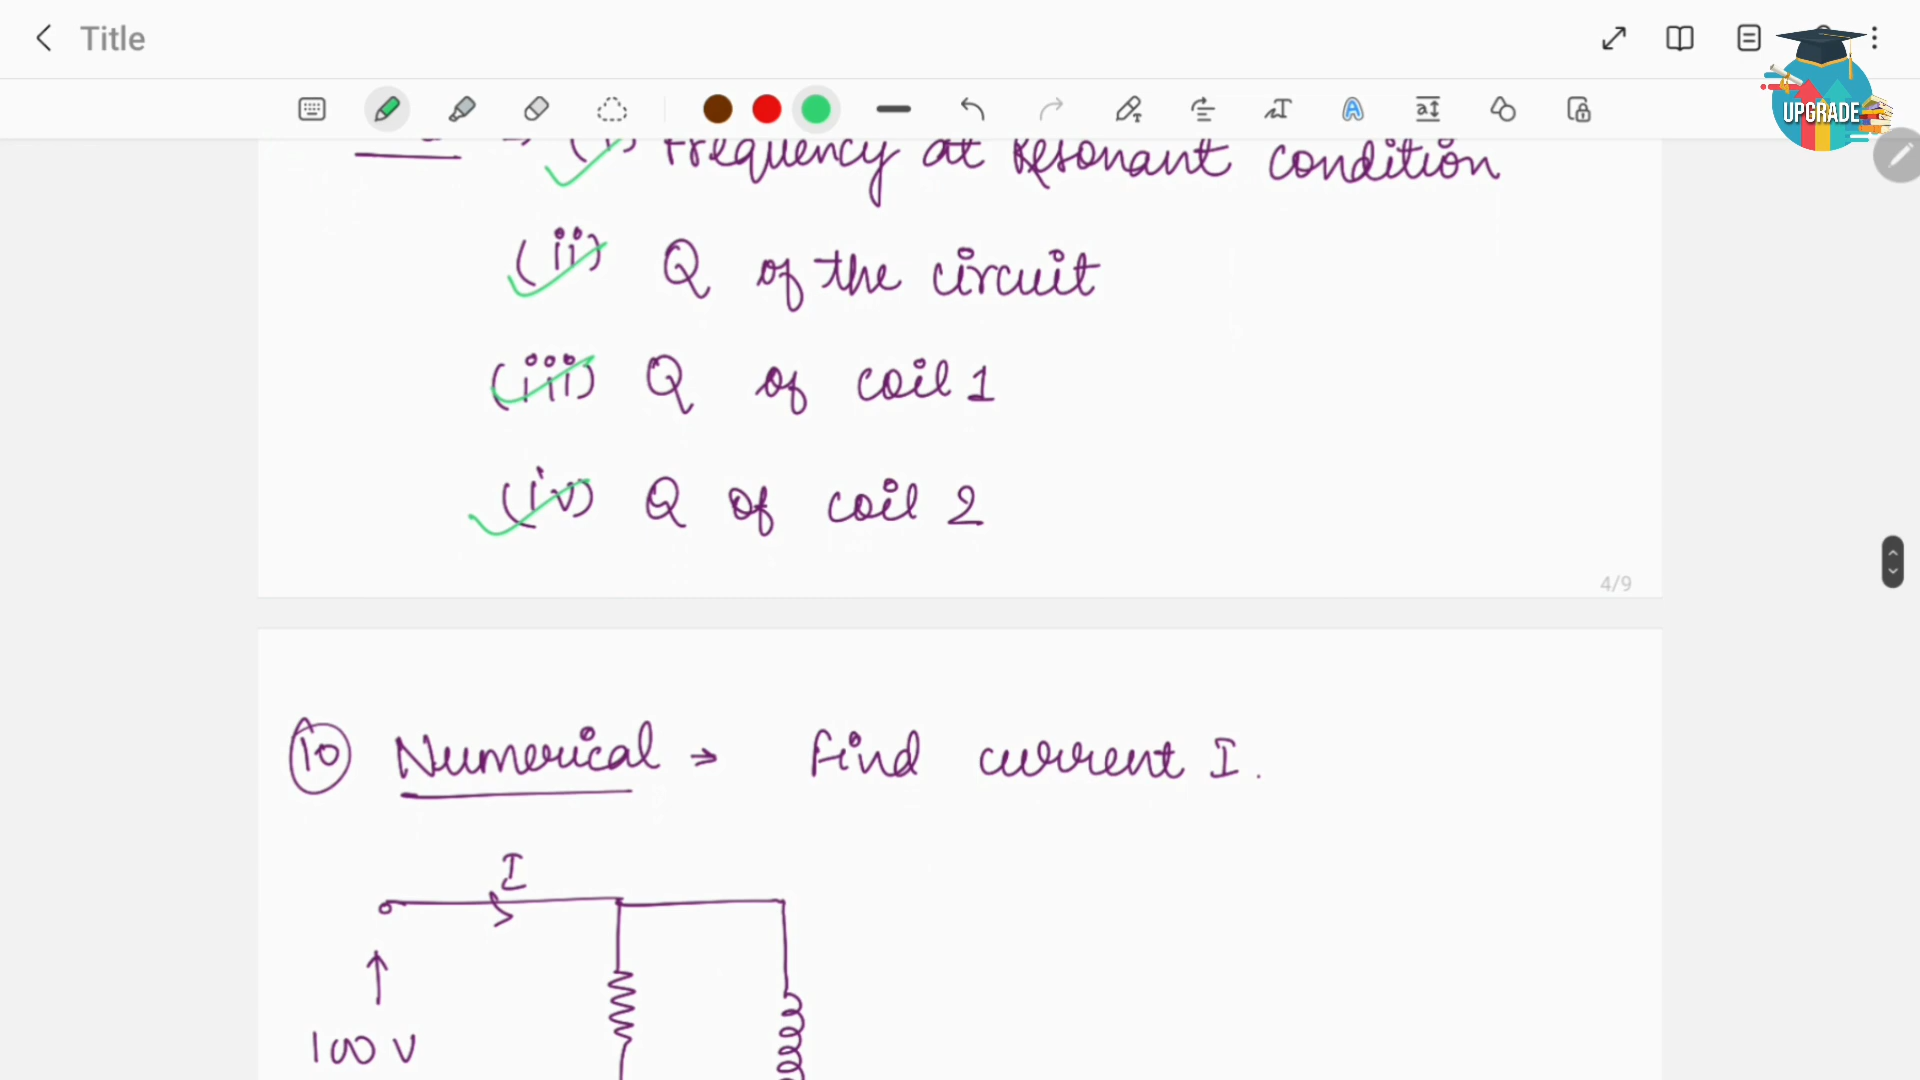 Title
UPGRADE
(i) Frequency at Resonant condition
(ii) Q of the circuit
(iii) Q of coil 1
(iv) Q of coil 2
4/9
10 Numerical → Find current I.
I
100 V